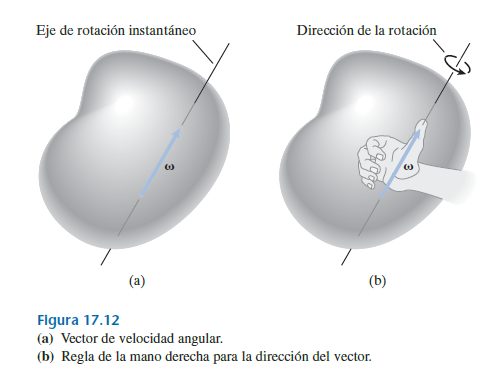 Eje de rotación instantáneo
Dirección de la rotación
ω
ω
(a)
(b)
Figura 17.12
(a) Vector de velocidad angular.
(b) Regla de la mano derecha para la dirección del vector.